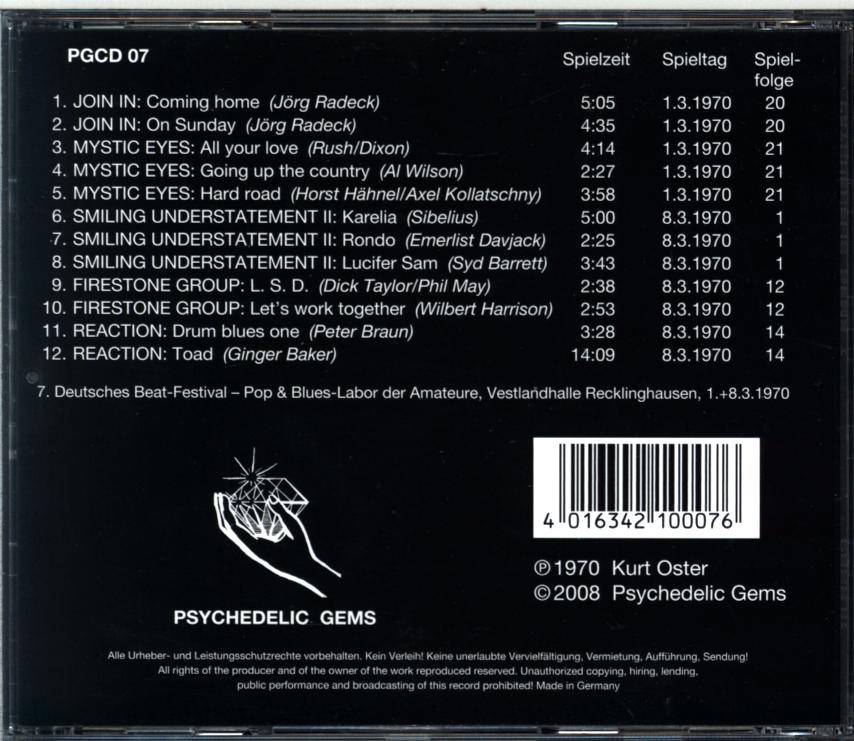 PGCD 07
Spielzeit Spieltag Spiel-
folge
1. JOIN IN: Coming home (Jörg Radeck) 5:05 1.3.1970 20
2. JOIN IN: On Sunday (Jörg Radeck) 4:35 1.3.1970 20
3. MYSTIC EYES: All your love (Rush/Dixon) 4:14 1.3.1970 21
4. MYSTIC EYES: Going up the country (Al Wilson) 2:27 1.3.1970 21
5. MYSTIC EYES: Hard road (Horst Hähnel/Axel Kollatschny) 3:58 1.3.1970 21
6. SMILING UNDERSTATEMENT II: Karelia (Sibelius) 5:00 8.3.1970 1
7. SMILING UNDERSTATEMENT II: Rondo (Emerlist Davjack) 2:25 8.3.1970 1
8. SMILING UNDERSTATEMENT II: Lucifer Sam (Syd Barrett) 3:43 8.3.1970 1
9. FIRESTONE GROUP: L. S. D. (Dick Taylor/Phil May) 2:38 8.3.1970 12
10. FIRESTONE GROUP: Let's work together (Wilbert Harrison) 2:53 8.3.1970 12
11. REACTION: Drum blues one (Peter Braun) 3:28 8.3.1970 14
12. REACTION: Toad (Ginger Baker) 14:09 8.3.1970 14
7. Deutsches Beat-Festival – Pop & Blues-Labor der Amateure, Vestlandhalle Recklinghausen, 1.+8.3.1970
4 016342 100076
℗1970 Kurt Oster
©2008 Psychedelic Gems
PSYCHEDELIC GEMS
Alle Urheber- und Leistungsschutzrechte vorbehalten. Kein Verleih! Keine unerlaubte Vervielfältigung, Vermietung, Aufführung, Sendung!
All rights of the producer and of the owner of the work reproduced reserved. Unauthorized copying, hiring, lending,
public performance and broadcasting of this record prohibited! Made in Germany